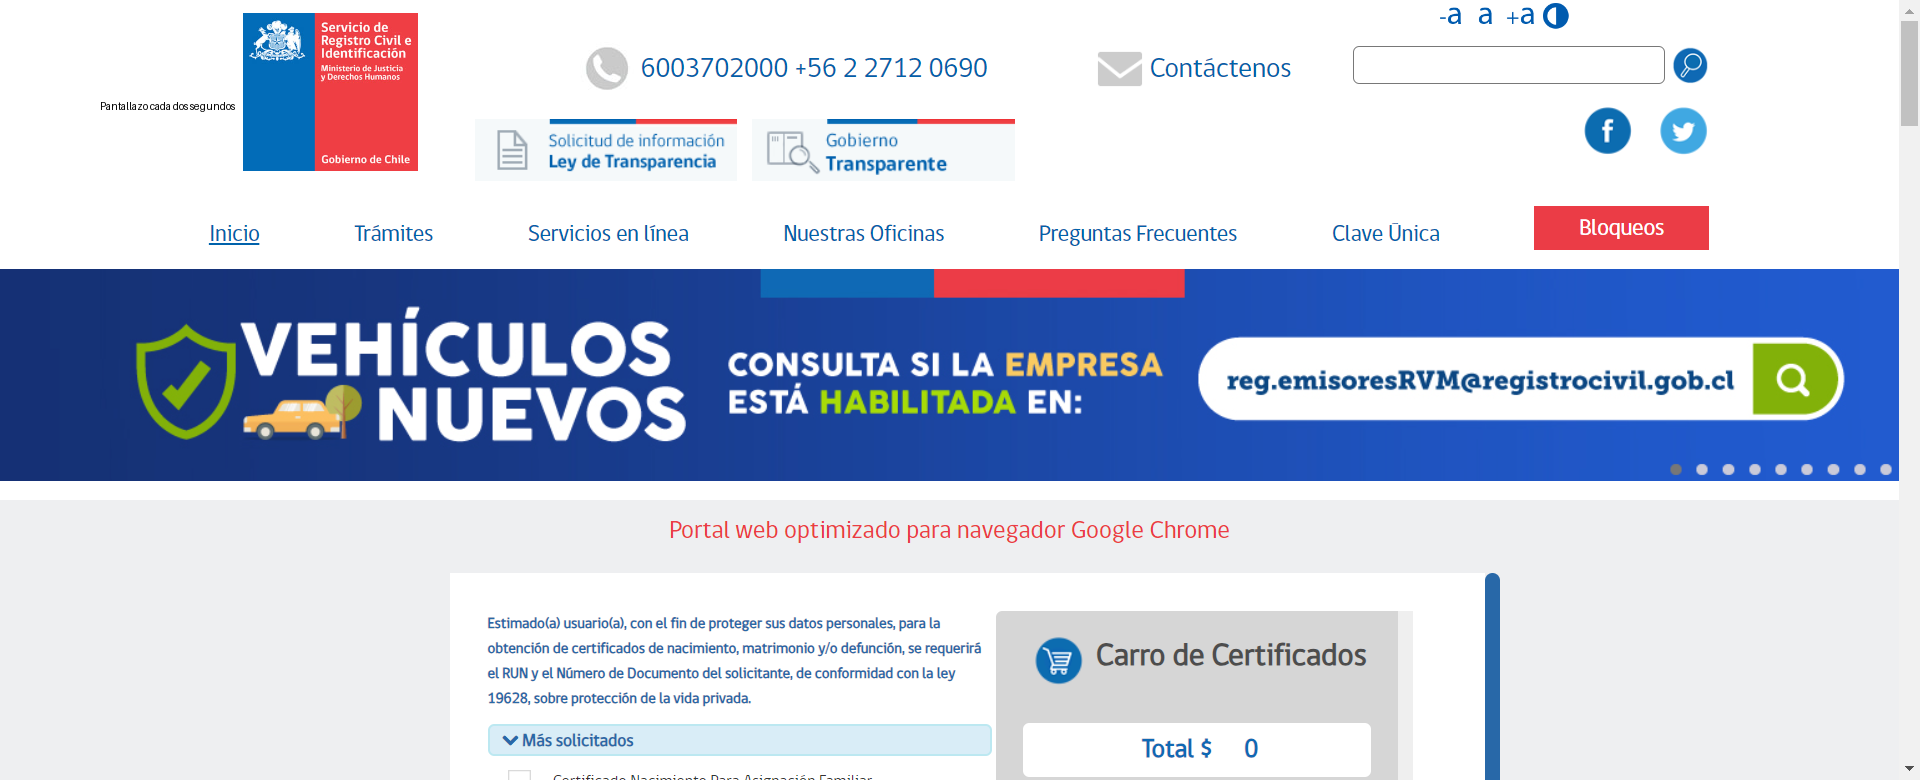 -a a +a
Servicio de
Registro Civil e
Identificación
Ministerio de Justicia
y Derechos Humanos
Gobierno de Chile
Pantallazo cada dos segundos
6003702000 +56 2 2712 0690
Contáctenos
Solicitud de información
Ley de Transparencia
Gobierno
Transparente
Inicio
Trámites
Servicios en línea
Nuestras Oficinas
Preguntas Frecuentes
Clave Única
Bloqueos
VEHÍCULOS
NUEVOS
CONSULTA SI LA EMPRESA
ESTÁ HABILITADA EN:
reg.emisoresRVM@registrocivil.gob.cl
Portal web optimizado para navegador Google Chrome
Estimado(a) usuario(a), con el fin de proteger sus datos personales, para la
obtención de certificados de nacimiento, matrimonio y/o defunción, se requerirá
el RUN y el Número de Documento del solicitante, de conformidad con la ley
19628, sobre protección de la vida privada.
Más solicitados
Certificado Nacimiento Para Asignación Familiar
Carro de Certificados
Total $ 0